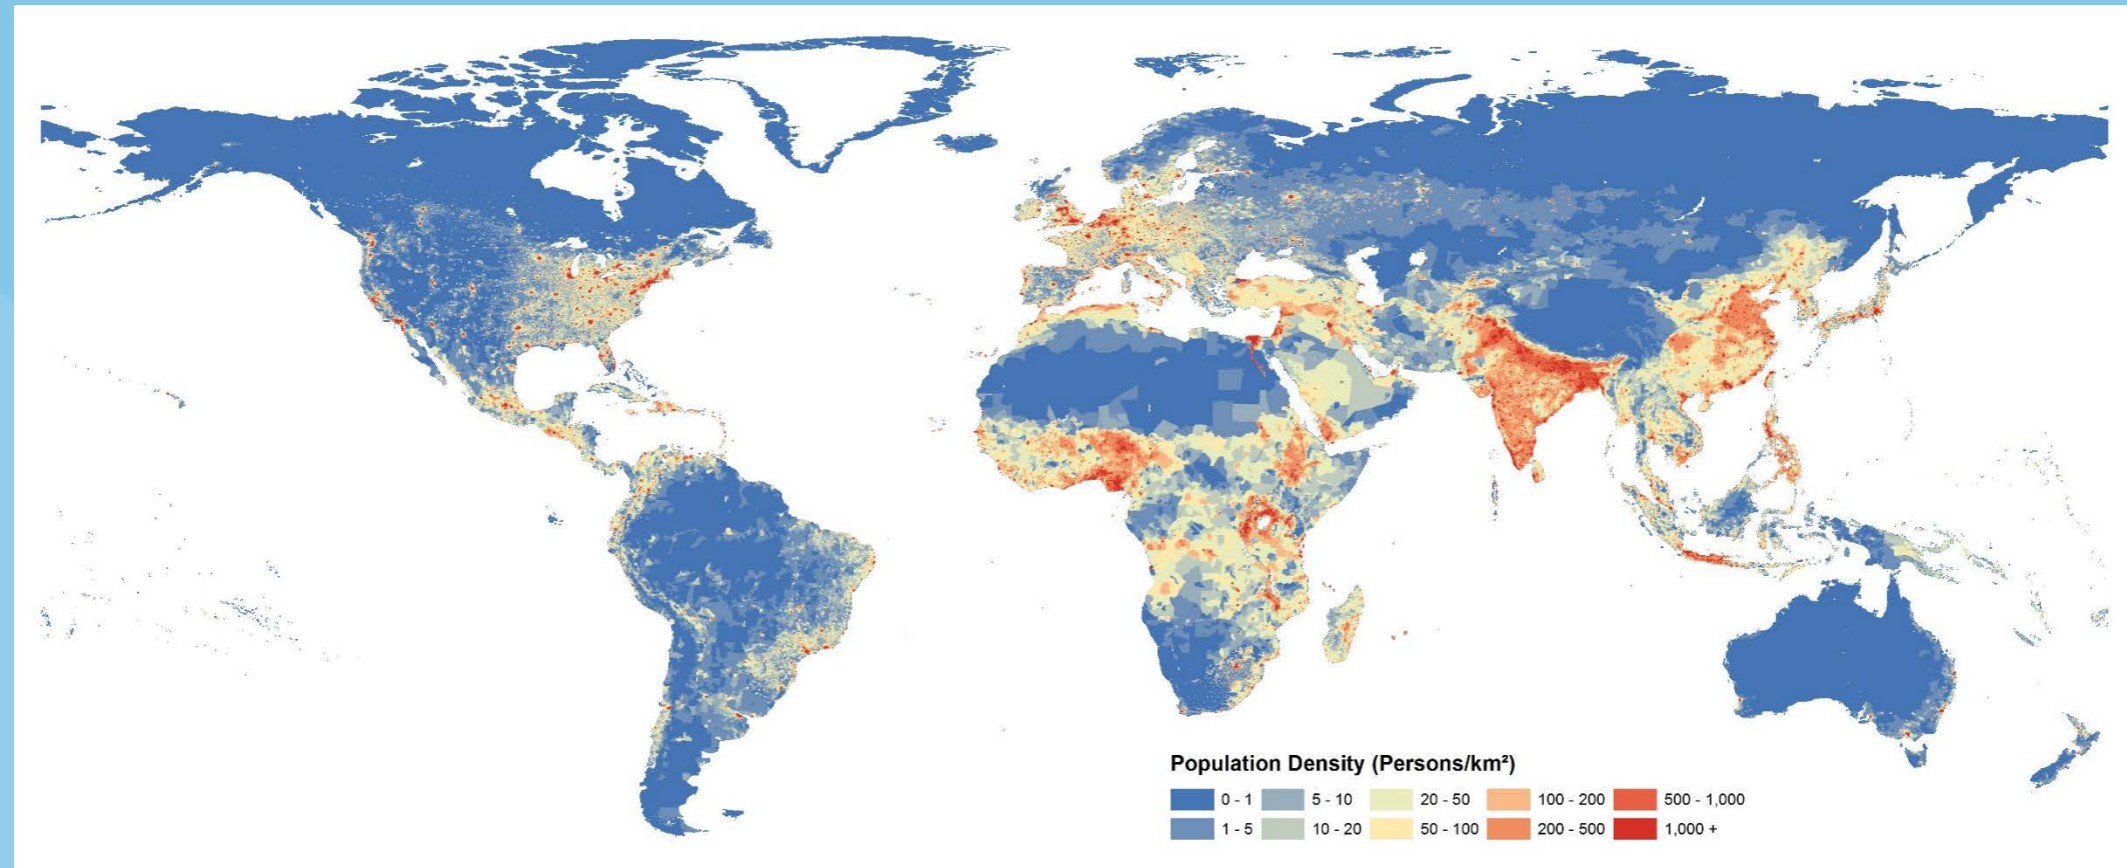 Population Density (Persons/km²)
0 - 1 5 - 10 20 - 50 100 - 200 500 - 1,000
1 - 5 10 - 20 50 - 100 200 - 500 1,000 +